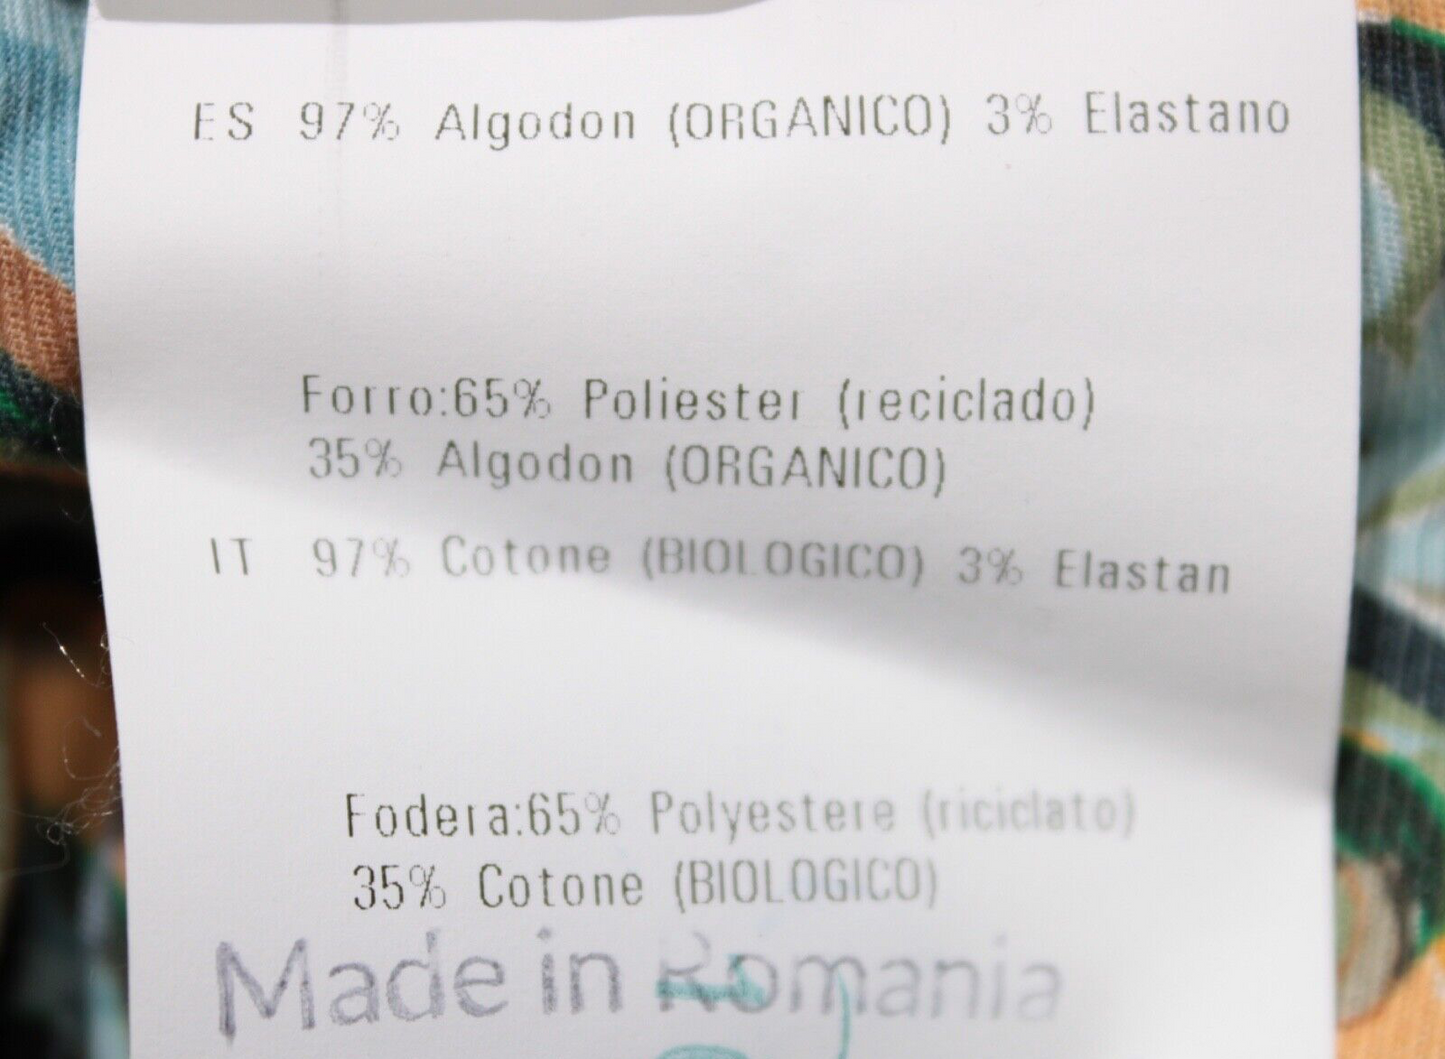 ES 97% Algodon (ORGANICO) 3% Elastano
Forro:65% Poliester (reciclado)
35% Algodon (ORGANICO)
IT 97% Cotone (BIOLOGICO) 3% Elastan
Fodera:65% Polyestere (riciclato)
35% Cotone (BIOLOGICO)
Made in Romania